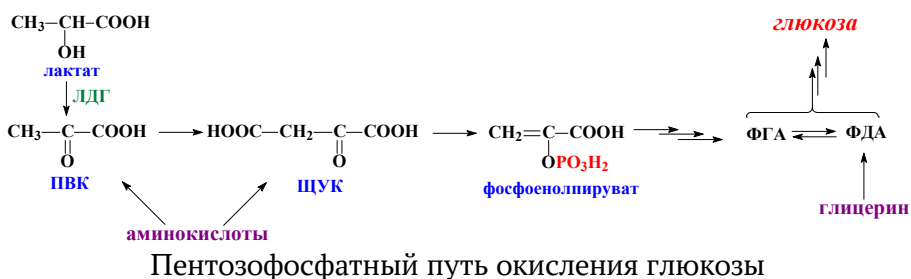 CH₃—CH—COOH
OH
лактат
ЛДГ
глюкоза
CH₃—C—COOH
O
ПВК
HOOC—CH₂—C—COOH
O
ЩУК
CH₂=C—COOH
OPO₃H₂
фосфоенолпируват
ФГА
ФДА
аминокислоты
глицерин
Пентозофосфатный путь окисления глюкозы